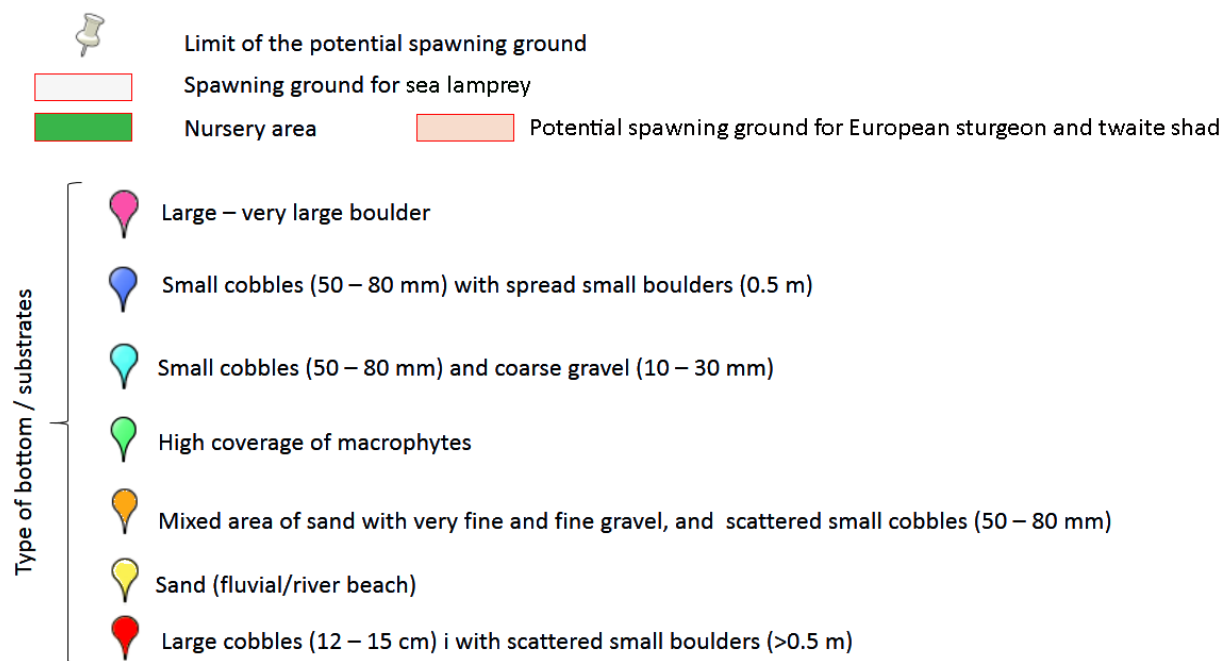 Limit of the potential spawning ground
Spawning ground for sea lamprey
Nursery area
Potential spawning ground for European sturgeon and twaite shad
Type of bottom / substrates
Large – very large boulder
Small cobbles (50 – 80 mm) with spread small boulders (0.5 m)
Small cobbles (50 – 80 mm) and coarse gravel (10 – 30 mm)
High coverage of macrophytes
Mixed area of sand with very fine and fine gravel, and  scattered small cobbles (50 – 80 mm)
Sand (fluvial/river beach)
Large cobbles (12 – 15 cm) i with scattered small boulders (>0.5 m)